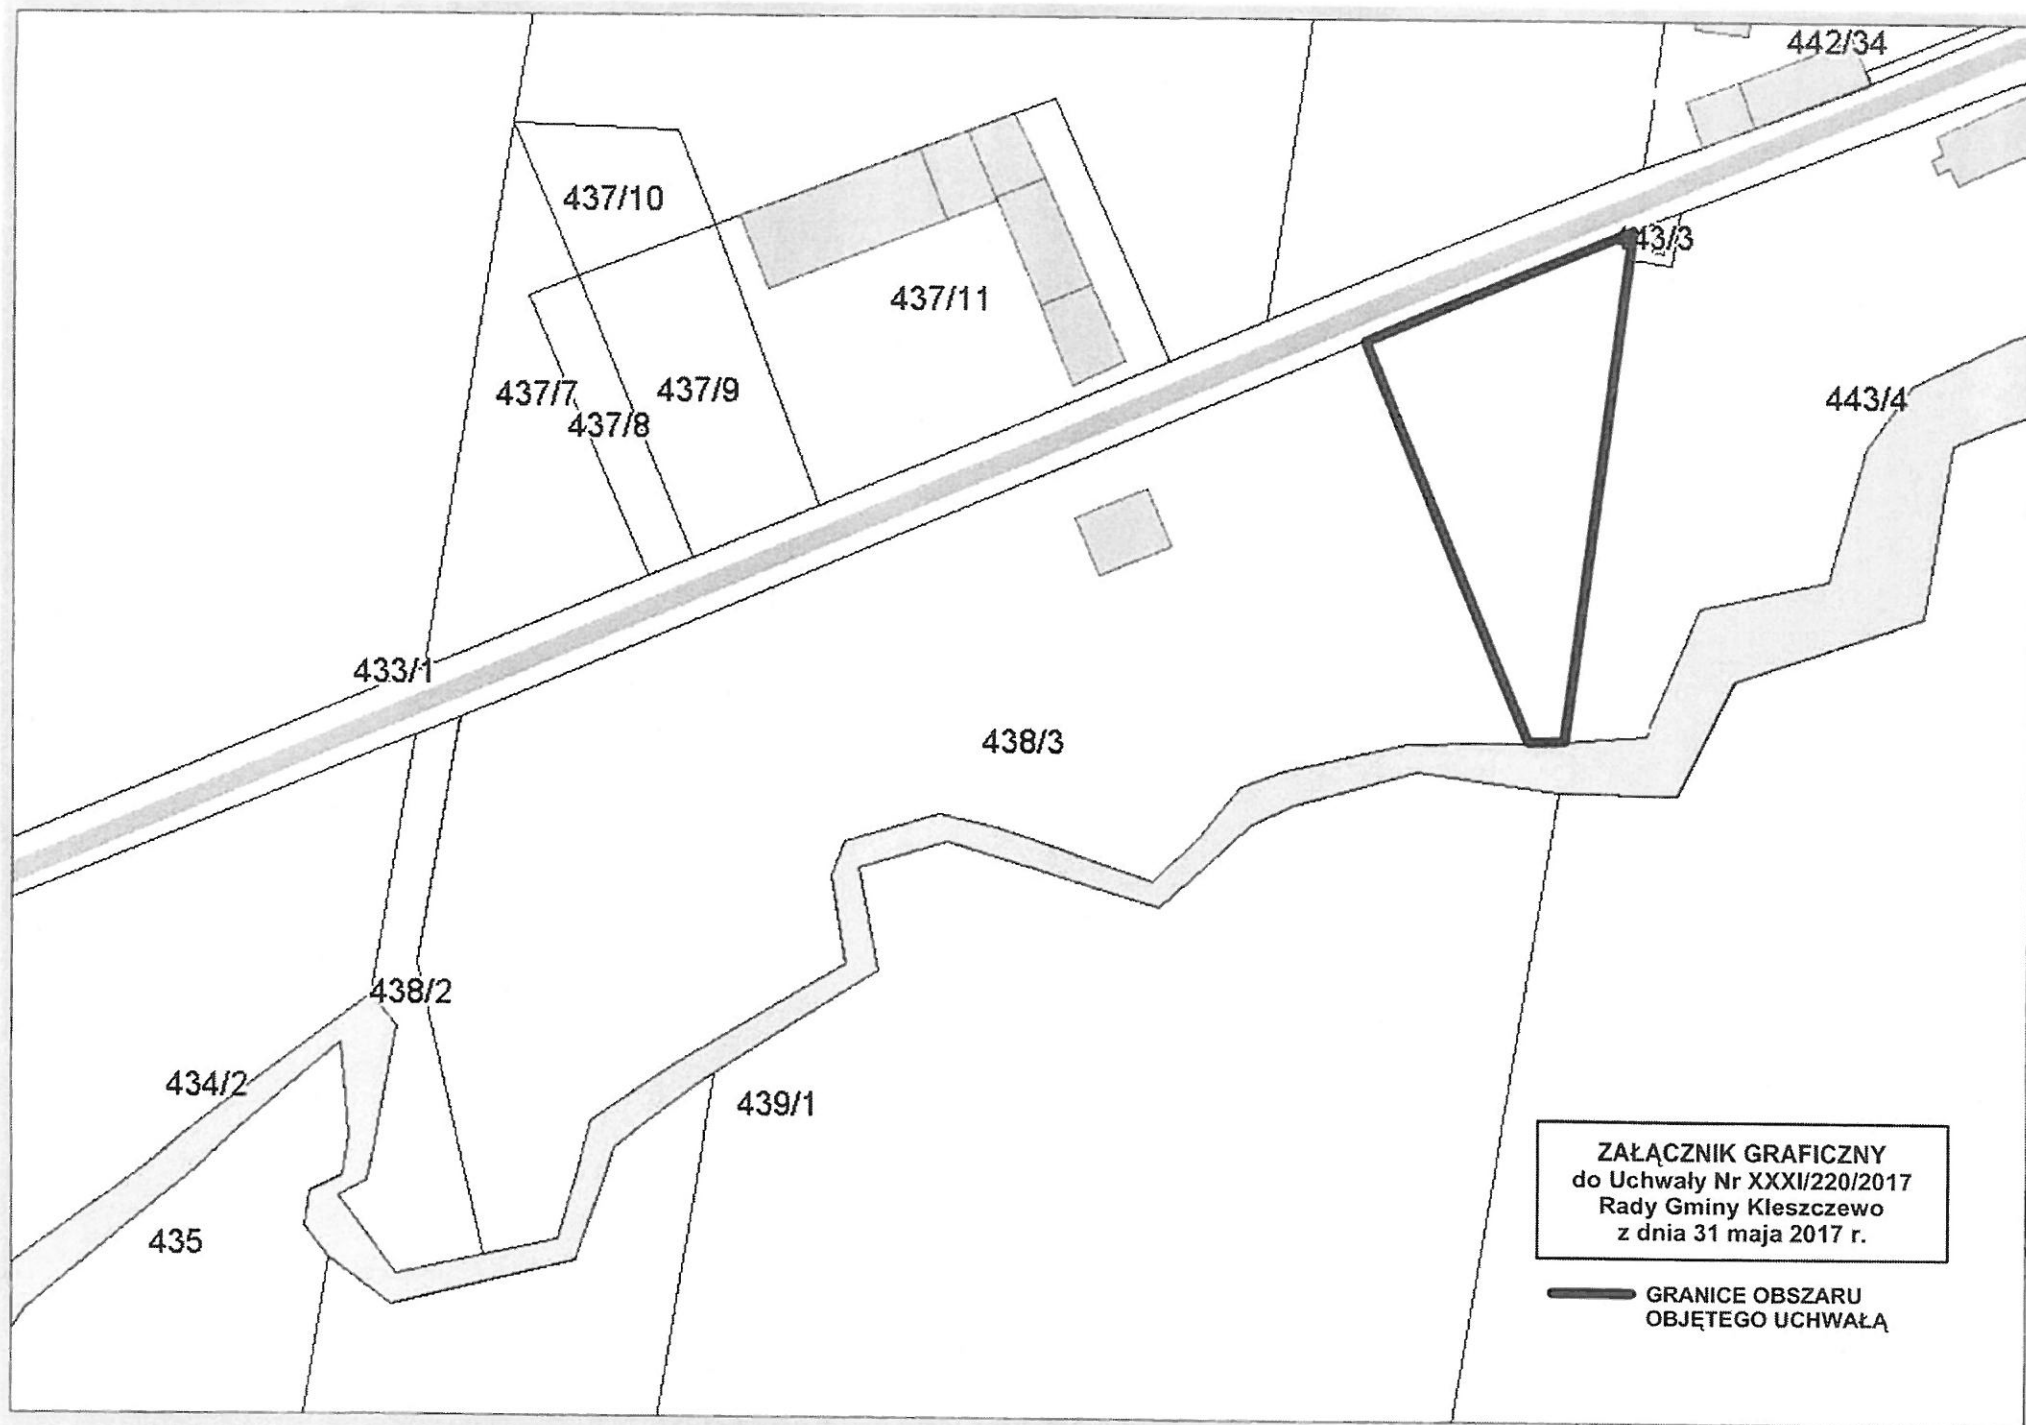 442/34
437/10
443/3
437/11
437/7
437/9
437/8
443/4
433/1
438/3
438/2
434/2
439/1
435
ZAŁĄCZNIK GRAFICZNY
do Uchwały Nr XXXI/220/2017
Rady Gminy Kleszczewo
z dnia 31 maja 2017 r.
GRANICE OBSZARU
OBJĘTEGO UCHWAŁĄ